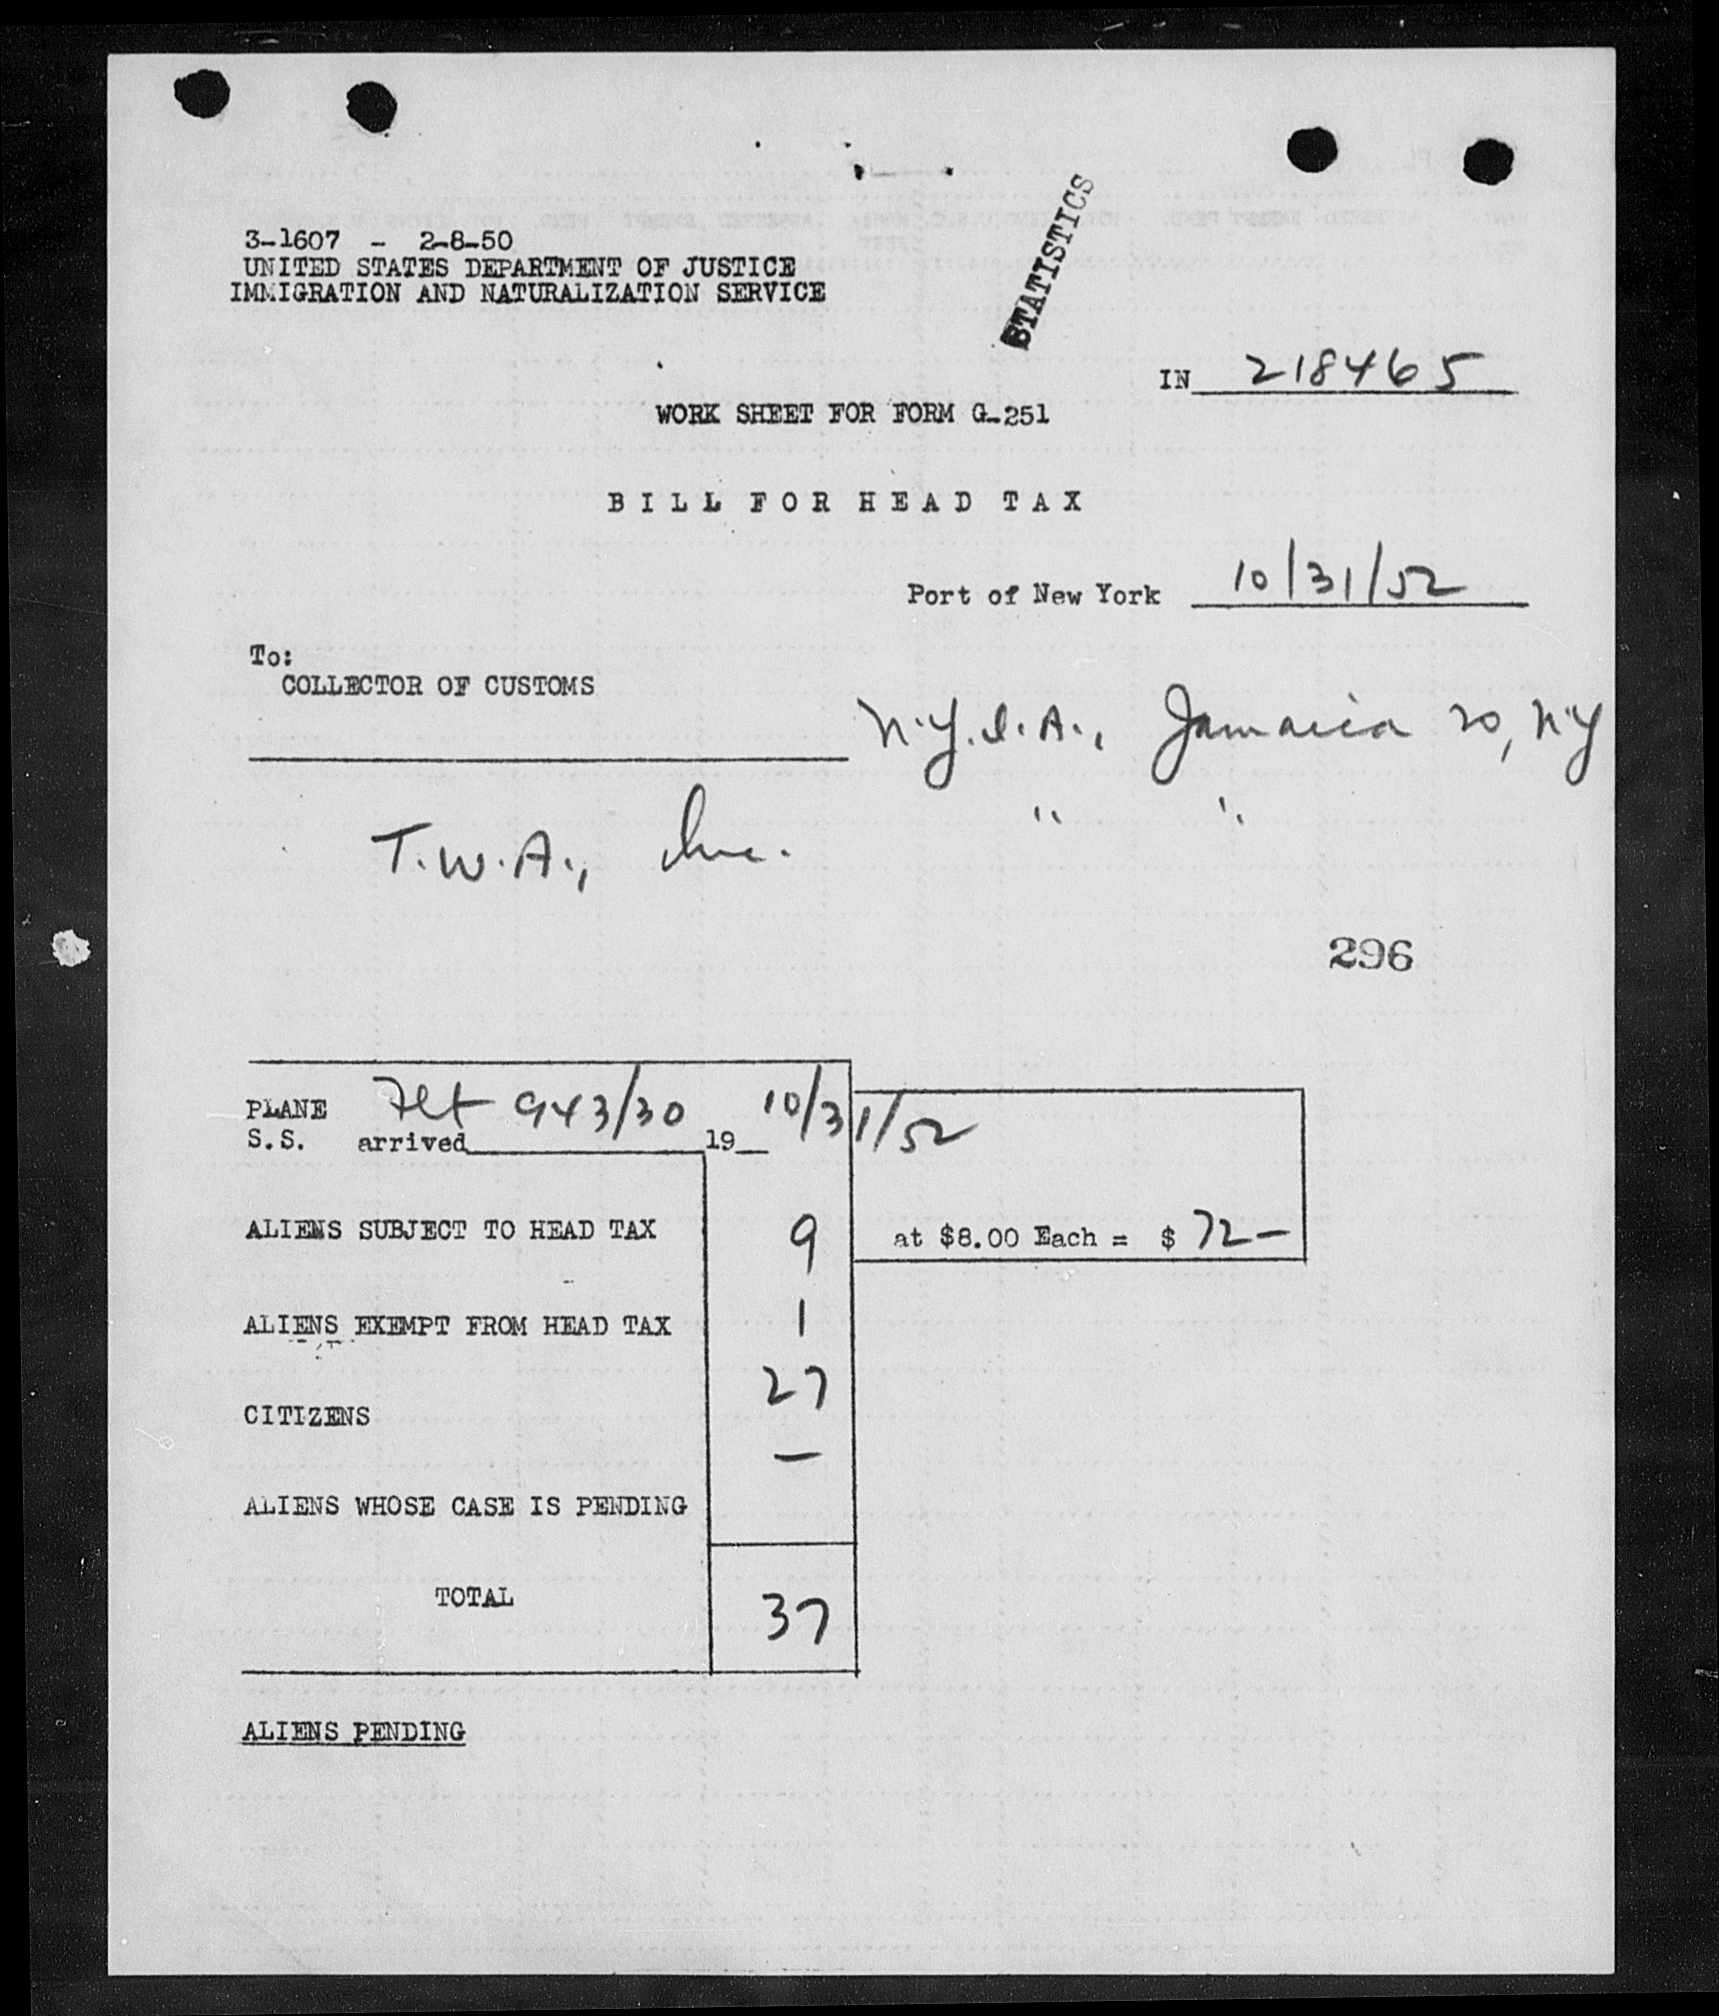 STATISTICS
3-1607 - 2-8-50
UNITED STATES DEPARTMENT OF JUSTICE
IMMIGRATION AND NATURALIZATION SERVICE
IN 218465
WORK SHEET FOR FORM G-251
BILL FOR HEAD TAX
Port of New York 10/31/52
To:
COLLECTOR OF CUSTOMS
N.Y.I.A., Jamaica 20, NY
T.W.A., Inc. " "
296
PLANE Flt 943/30 10/31/52
S.S. arrived 19
ALIENS SUBJECT TO HEAD TAX 9 at $8.00 Each = $ 72-
ALIENS EXEMPT FROM HEAD TAX 1
CITIZENS 27
ALIENS WHOSE CASE IS PENDING -
TOTAL 37
ALIENS PENDING